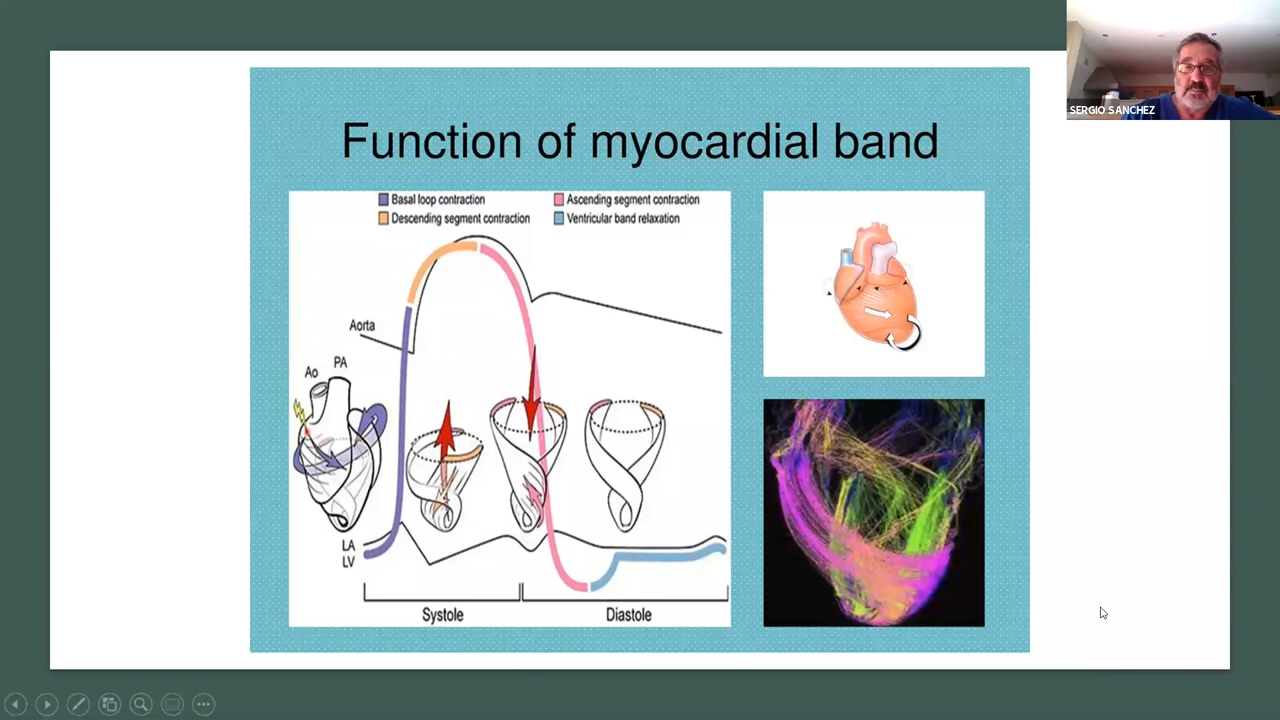 SERGIO SANCHEZ
Function of myocardial band
Basal loop contraction
Ascending segment contraction
Descending segment contraction
Ventricular band relaxation
Aorta
PA
Ao
LA
LV
Systole
Diastole